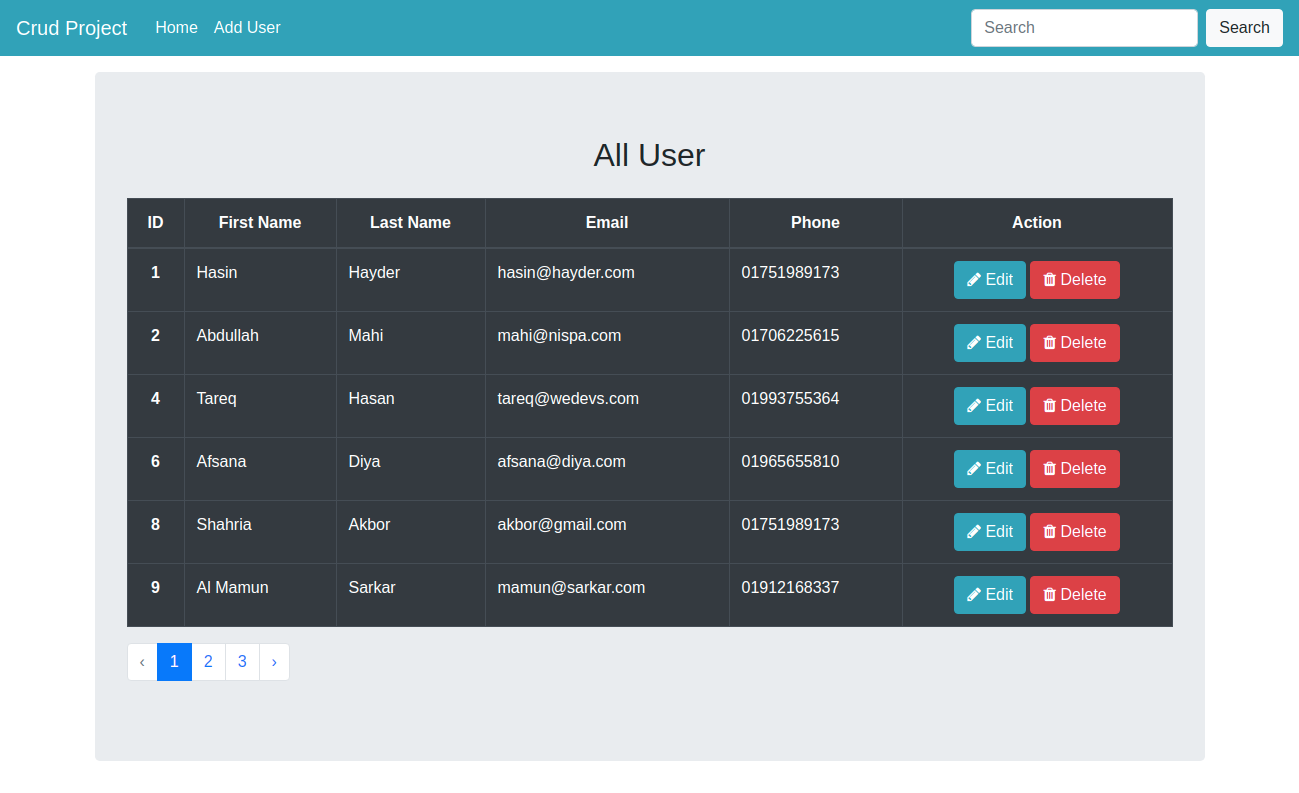 Crud Project Home Add User Search Search
All User
ID First Name Last Name Email Phone Action
1 Hasin Hayder hasin@hayder.com 01751989173 Edit Delete
2 Abdullah Mahi mahi@nispa.com 01706225615 Edit Delete
4 Tareq Hasan tareq@wedevs.com 01993755364 Edit Delete
6 Afsana Diya afsana@diya.com 01965655810 Edit Delete
8 Shahria Akbor akbor@gmail.com 01751989173 Edit Delete
9 Al Mamun Sarkar mamun@sarkar.com 01912168337 Edit Delete
‹ 1 2 3 ›